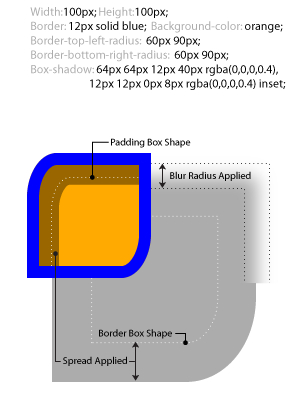 Width:100px; Height:100px;
Border: 12px solid blue; Background-color: orange;
Border-top-left-radius: 60px 90px;
Border-bottom-right-radius: 60px 90px;
Box-shadow: 64px 64px 12px 40px rgba(0,0,0,0.4),
12px 12px 0px 8px rgba(0,0,0,0.4) inset;
Padding Box Shape
Blur Radius Applied
Border Box Shape
Spread Applied